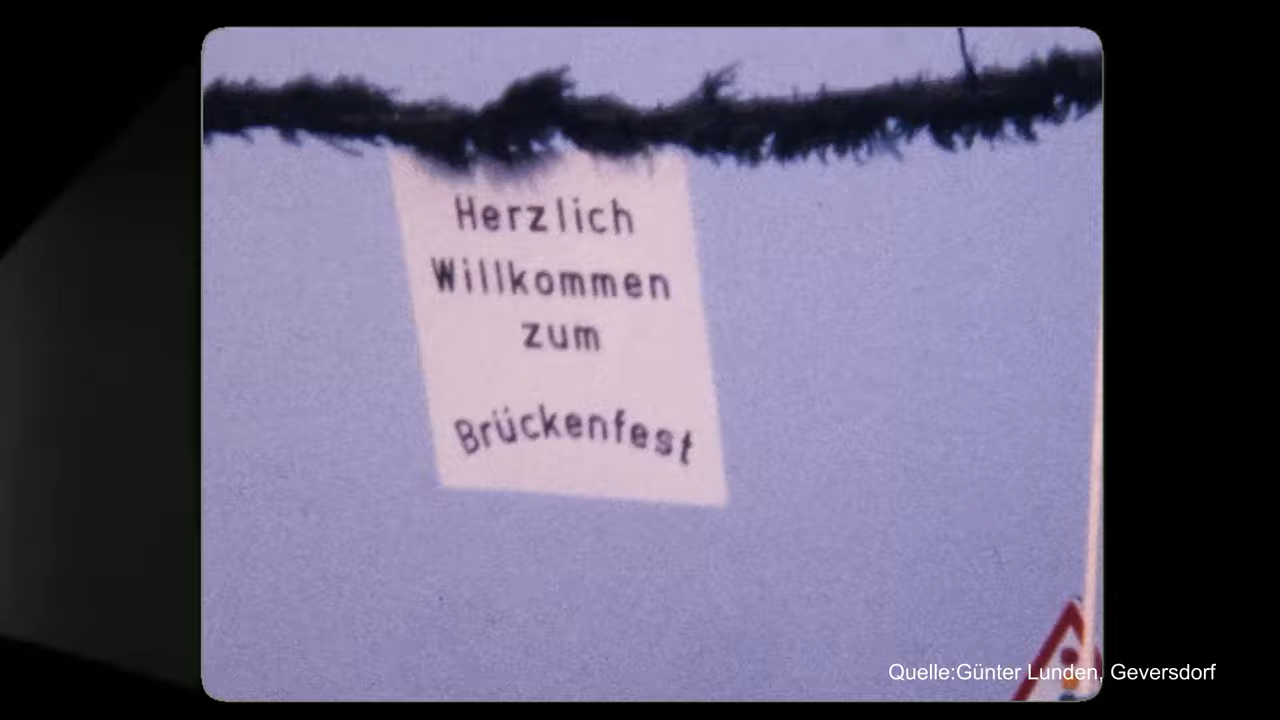 Herzlich
Willkommen
zum
Brückenfest
Quelle:Günter Lunden, Geversdorf